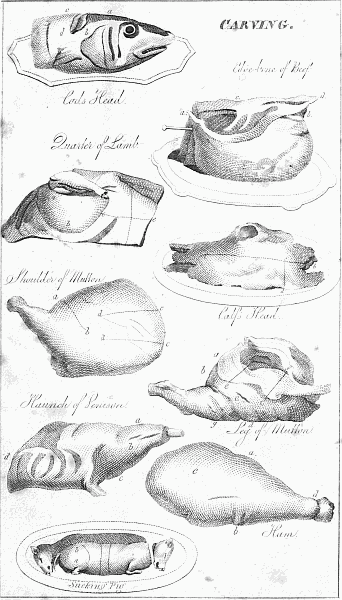 CARVING.
Cods Head.
Edge-bone of Beef
Quarter of Lamb
Calfs Head.
Shoulder of Mutton
Leg of Mutton
Haunch of Venison
Ham.
Sucking Pig